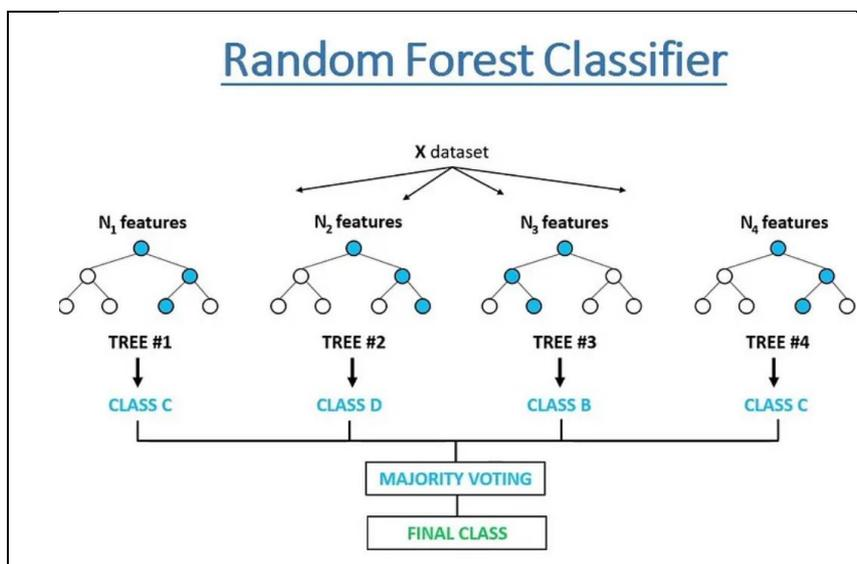 Random Forest Classifier
X dataset
N₁ features N₂ features N₃ features N₄ features
TREE #1 TREE #2 TREE #3 TREE #4
CLASS C CLASS D CLASS B CLASS C
MAJORITY VOTING
FINAL CLASS